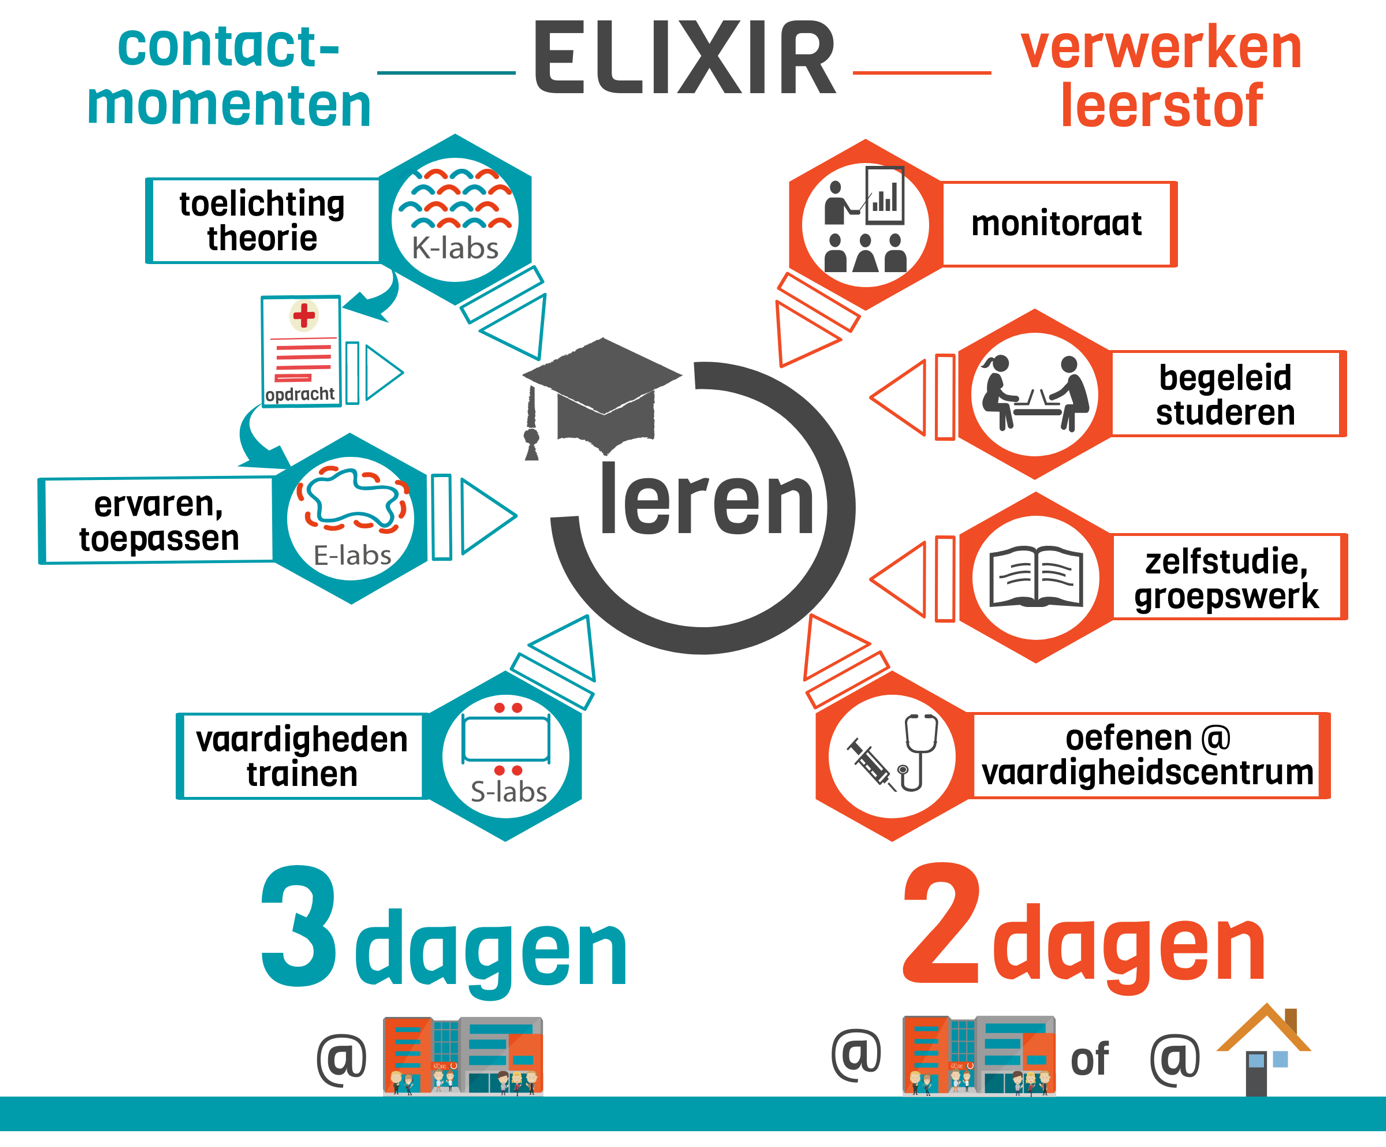 contact-
momenten
ELIXIR
verwerken
leerstof
toelichting
theorie
K-labs
opdracht
ervaren,
toepassen
E-labs
vaardigheden
trainen
S-labs
leren
monitoraat
begeleid
studeren
zelfstudie,
groepswerk
oefenen @
vaardigheidscentrum
3 dagen
@
2 dagen
@ of @